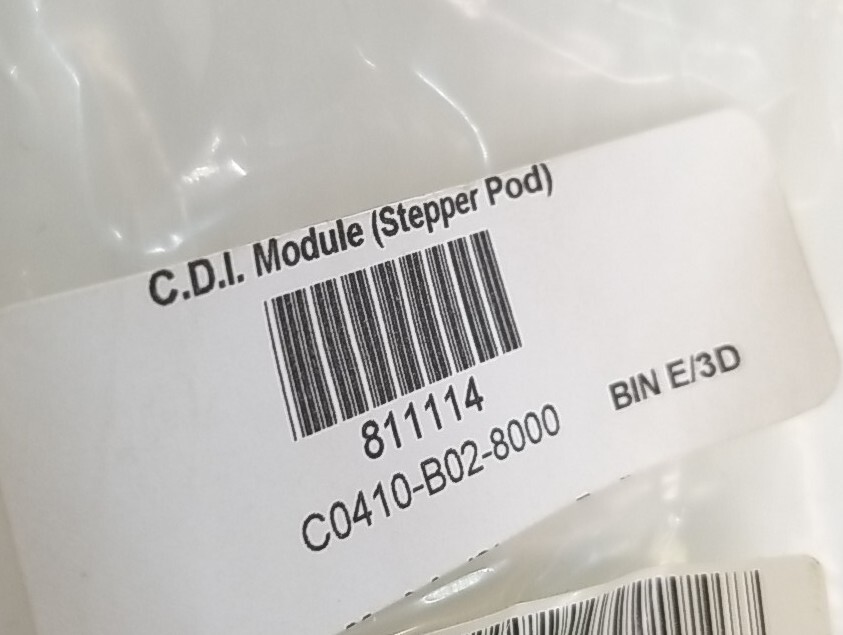 C.D.I. Module (Stepper Pod)
811114
C0410-B02-8000
BIN E/3D